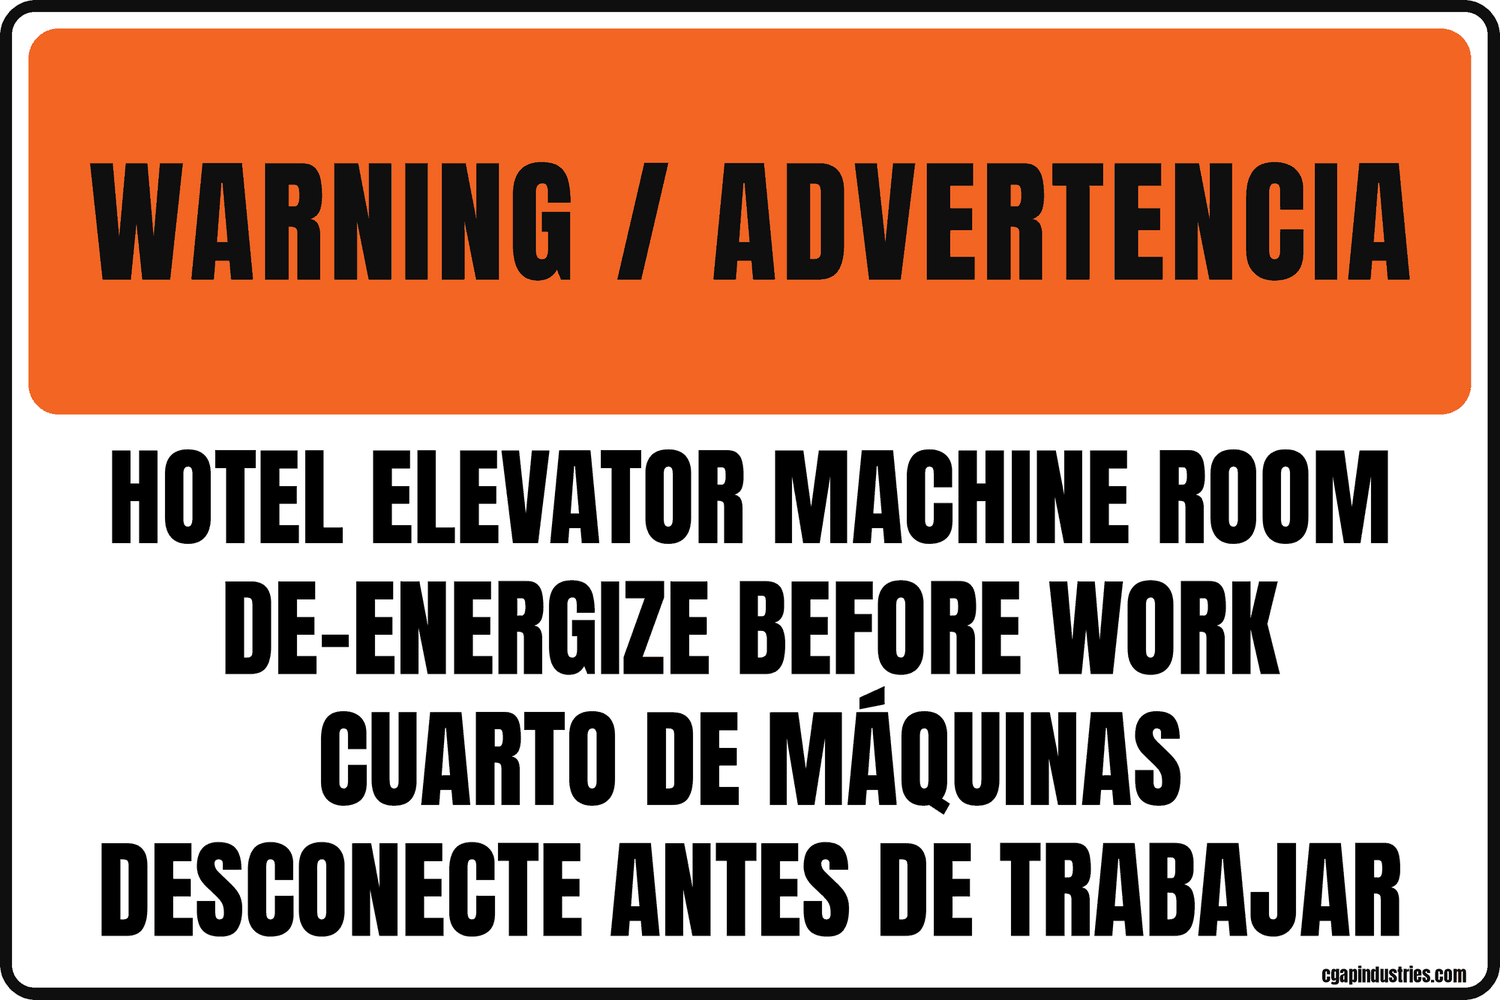 WARNING / ADVERTENCIA
HOTEL ELEVATOR MACHINE ROOM
DE-ENERGIZE BEFORE WORK
CUARTO DE MÁQUINAS
DESCONECTE ANTES DE TRABAJAR
cgapindustries.com